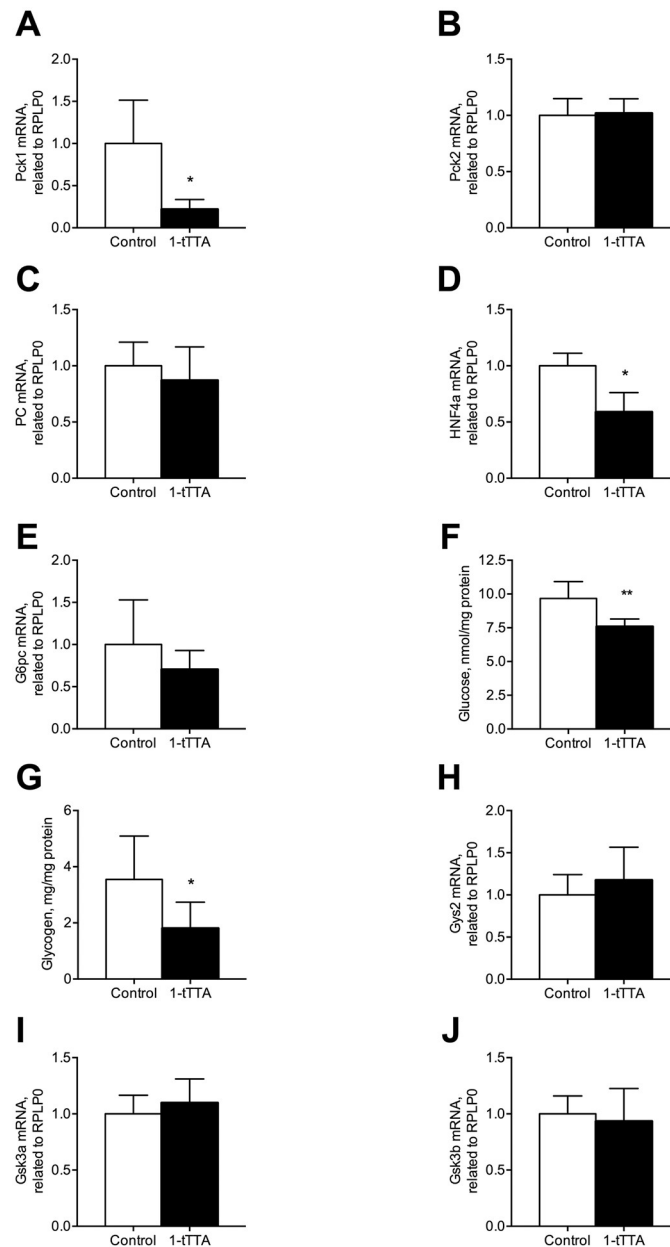 A
Pck1 mRNA,
related to RPLP0
2.0
1.5
1.0
0.5
0.0
*
Control 1-tTTA
B
Pck2 mRNA,
related to RPLP0
1.5
1.0
0.5
0.0
Control 1-tTTA
C
PC mRNA,
related to RPLP0
1.5
1.0
0.5
0.0
Control 1-tTTA
D
HNF4a mRNA,
related to RPLP0
1.5
1.0
0.5
0.0
*
Control 1-tTTA
E
G6pc mRNA,
related to RPLP0
2.0
1.5
1.0
0.5
0.0
Control 1-tTTA
F
Glucose, nmol/mg protein
12.5
10.0
7.5
5.0
2.5
0.0
**
Control 1-tTTA
G
Glycogen, mg/mg protein
6
4
2
0
*
Control 1-tTTA
H
Gys2 mRNA,
related to RPLP0
2.0
1.5
1.0
0.5
0.0
Control 1-tTTA
I
Gsk3a mRNA,
related to RPLP0
1.5
1.0
0.5
0.0
Control 1-tTTA
J
Gsk3b mRNA,
related to RPLP0
1.5
1.0
0.5
0.0
Control 1-tTTA